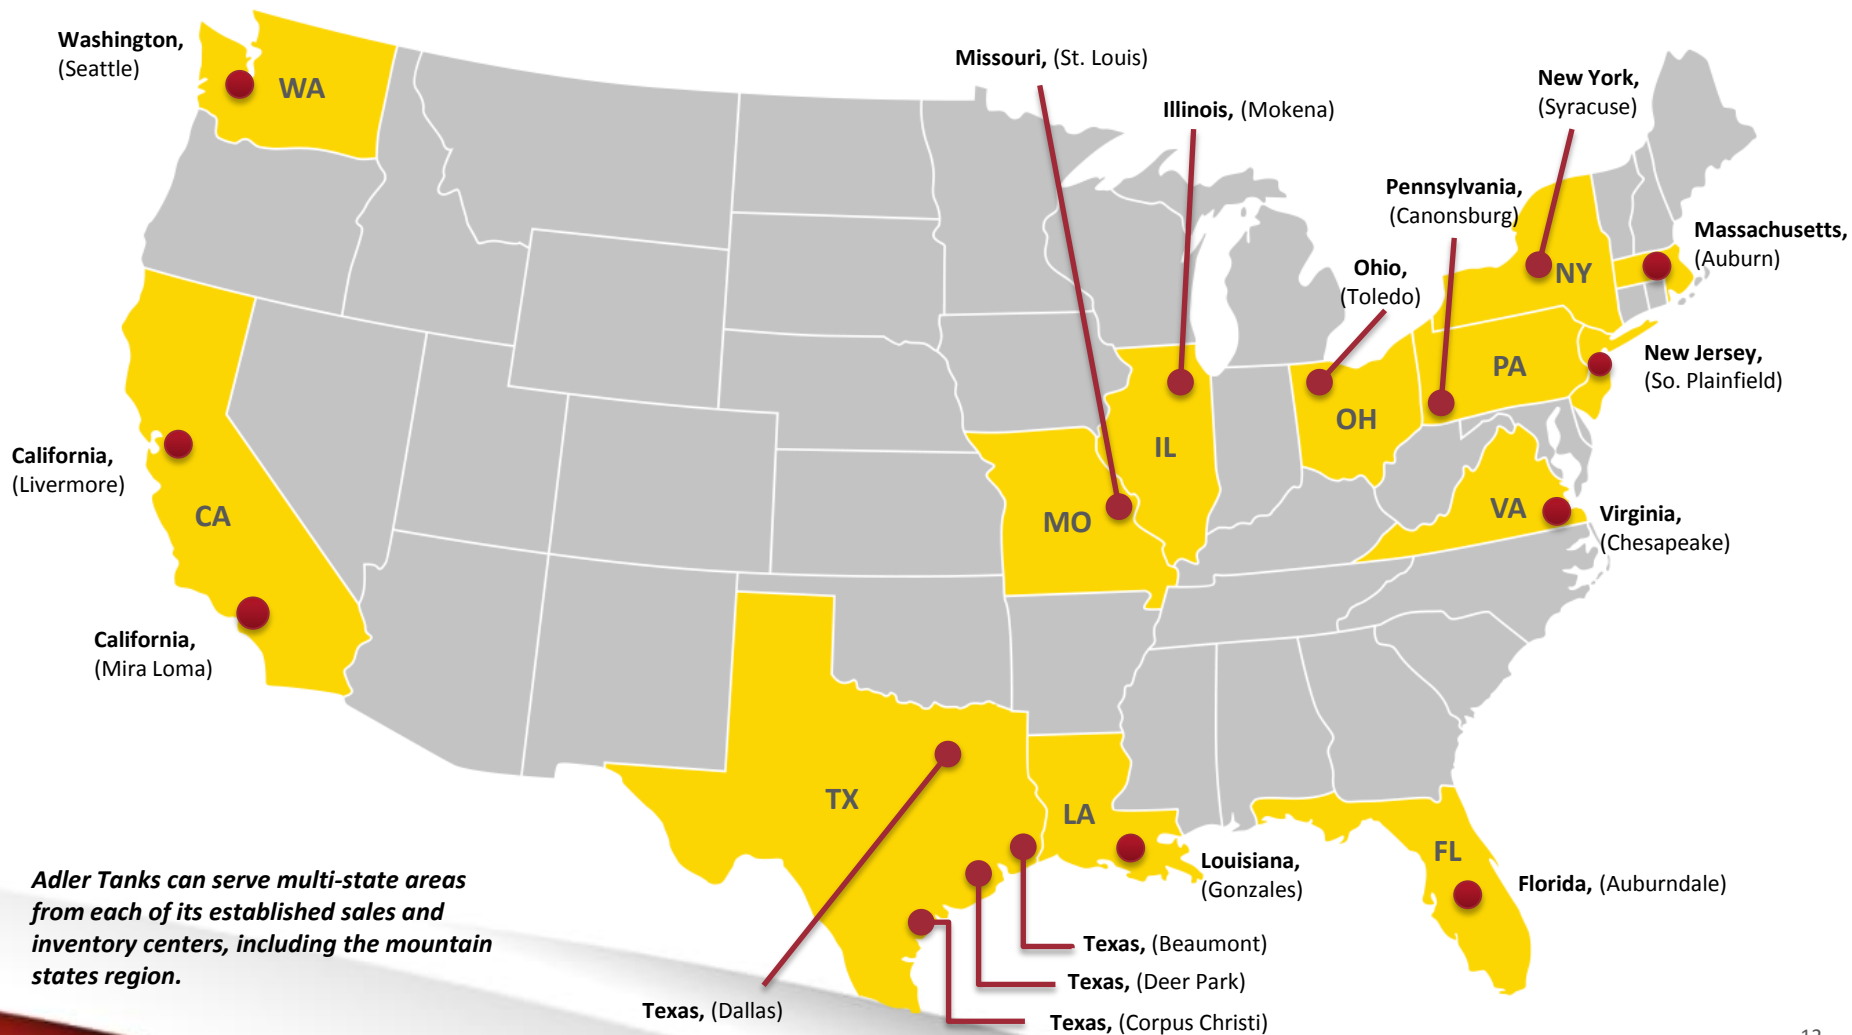 Washington,
(Seattle)
WA
Missouri, (St. Louis)
Illinois, (Mokena)
New York,
(Syracuse)
Pennsylvania,
(Canonsburg)
Massachusetts,
(Auburn)
Ohio,
(Toledo)
NY
New Jersey,
(So. Plainfield)
PA
OH
IL
California,
(Livermore)
CA
MO
VA
Virginia,
(Chesapeake)
California,
(Mira Loma)
TX
LA
FL
Louisiana,
(Gonzales)
Florida, (Auburndale)
Adler Tanks can serve multi-state areas
from each of its established sales and
inventory centers, including the mountain
states region.
Texas, (Beaumont)
Texas, (Deer Park)
Texas, (Dallas)
Texas, (Corpus Christi)